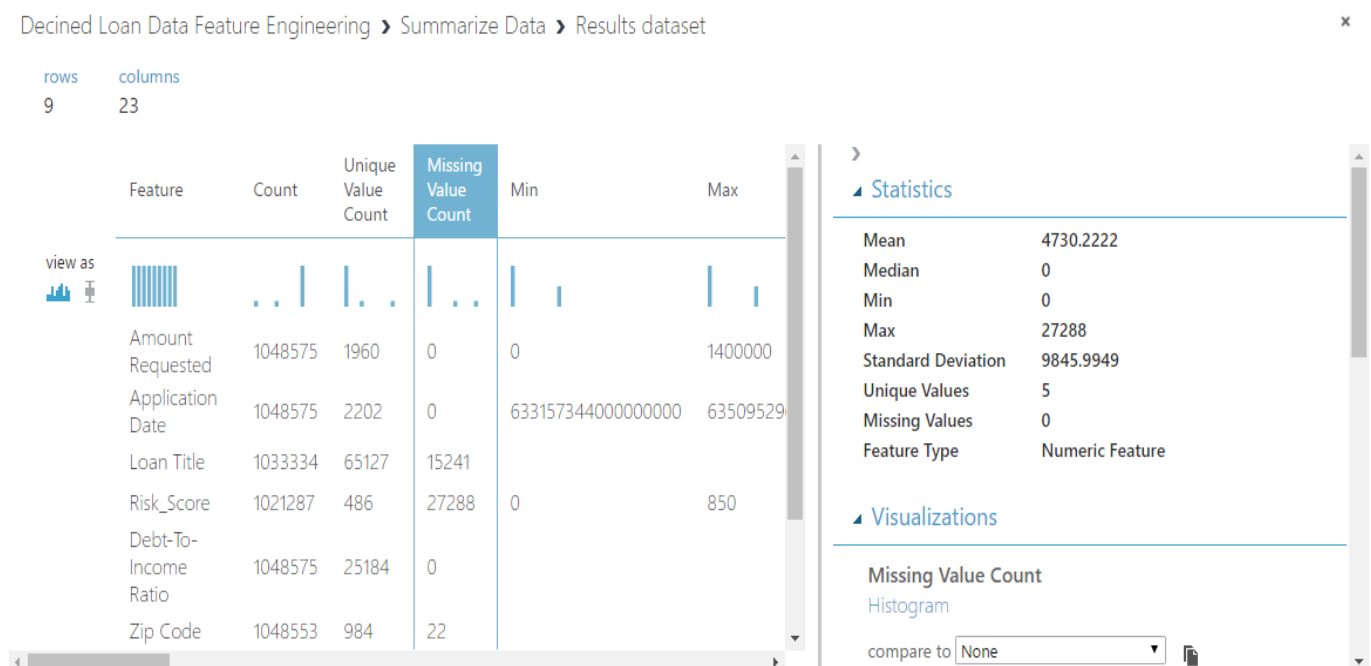 Decined Loan Data Feature Engineering › Summarize Data › Results dataset
×
rows columns
9 23
Feature Count Unique Value Count Missing Value Count Min Max
view as
Amount Requested 1048575 1960 0 0 1400000
Application Date 1048575 2202 0 633157344000000000 63509529
Loan Title 1033334 65127 15241
Risk_Score 1021287 486 27288 0 850
Debt-To-Income Ratio 1048575 25184 0
Zip Code 1048553 984 22
Statistics
Mean 4730.2222
Median 0
Min 0
Max 27288
Standard Deviation 9845.9949
Unique Values 5
Missing Values 0
Feature Type Numeric Feature
Visualizations
Missing Value Count
Histogram
compare to None